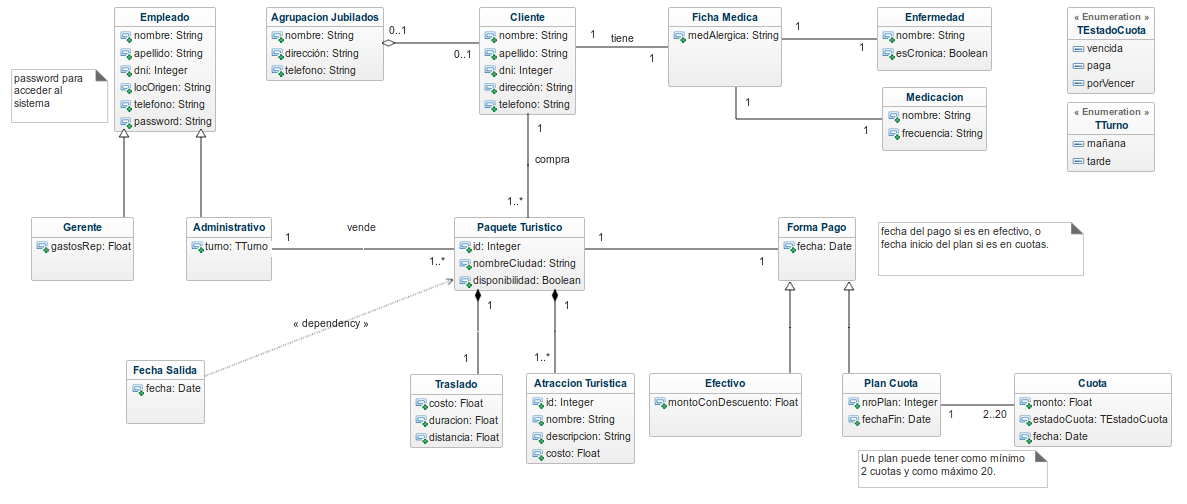 Empleado
nombre: String
apellido: String
dni: Integer
locOrigen: String
telefono: String
password: String
password para
acceder al
sistema
Agrupacion Jubilados
nombre: String
dirección: String
telefono: String
0..1
0..1
Cliente
nombre: String
apellido: String
dni: Integer
dirección: String
telefono: String
1
tiene
1
Ficha Medica
medAlergica: String
1
1
Enfermedad
nombre: String
esCronica: Boolean
1
1
Medicacion
nombre: String
frecuencia: String
« Enumeration »
TEstadoCuota
vencida
paga
porVencer
« Enumeration »
TTurno
mañana
tarde
1
compra
1..*
Gerente
gastosRep: Float
Administrativo
turno: TTurno
1
vende
1..*
Paquete Turistico
id: Integer
nombreCiudad: String
disponibilidad: Boolean
1
1
Forma Pago
fecha: Date
fecha del pago si es en efectivo, o
fecha inicio del plan si es en cuotas.
« dependency »
Fecha Salida
fecha: Date
1
1
1
1..*
Traslado
costo: Float
duracion: Float
distancia: Float
Atraccion Turistica
id: Integer
nombre: String
descripcion: String
costo: Float
Efectivo
montoConDescuento: Float
Plan Cuota
nroPlan: Integer
fechaFin: Date
1
2..20
Cuota
monto: Float
estadoCuota: TEstadoCuota
fecha: Date
Un plan puede tener como mínimo
2 cuotas y como máximo 20.